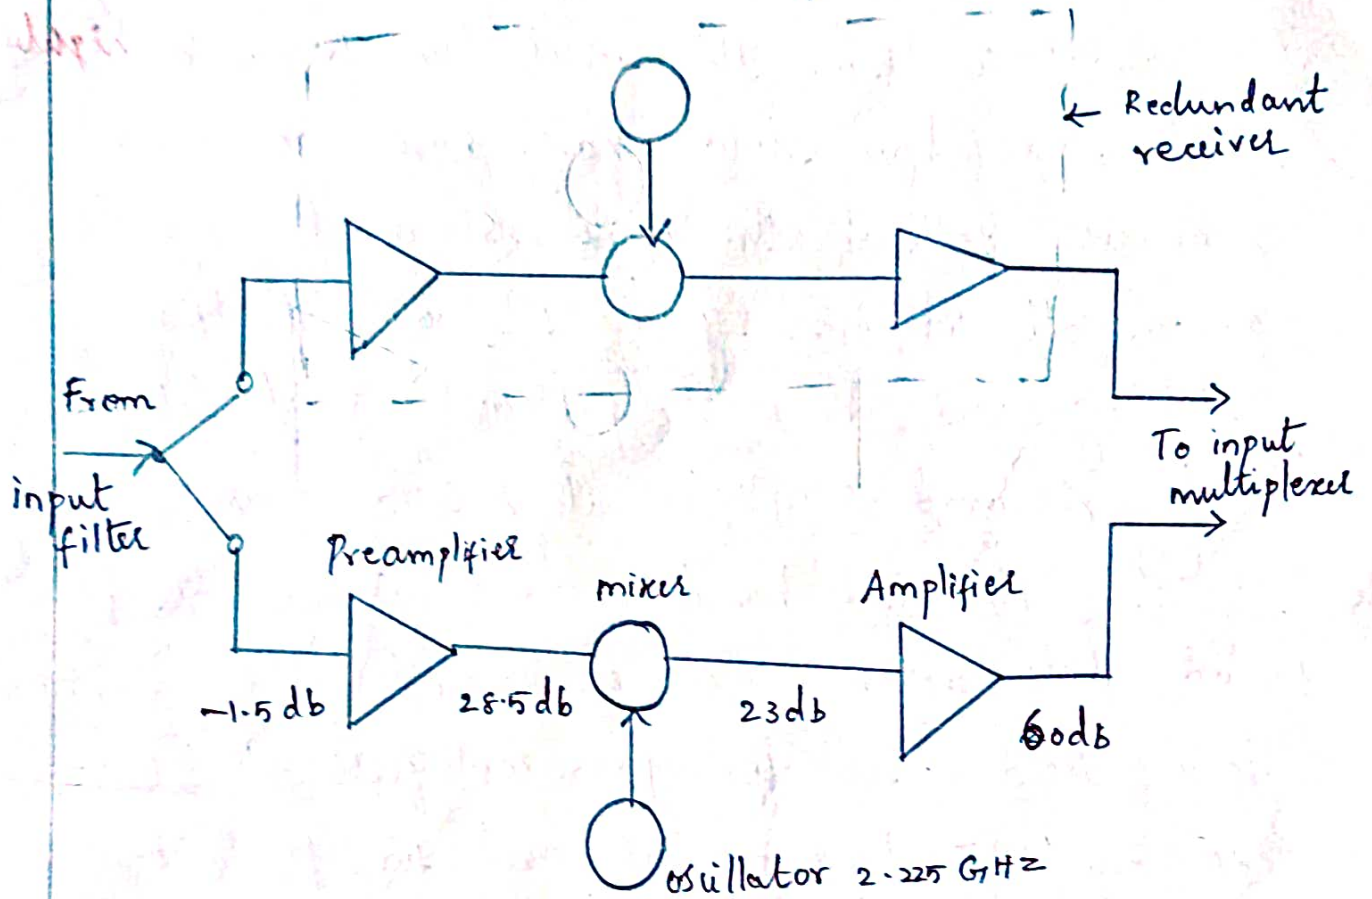 ← Redundant
receiver
From
input
filter
To input
multiplexer
Preamplifier
mixer
Amplifier
-1.5 db
28.5 db
23 db
60 db
oscillator 2.225 GHZ